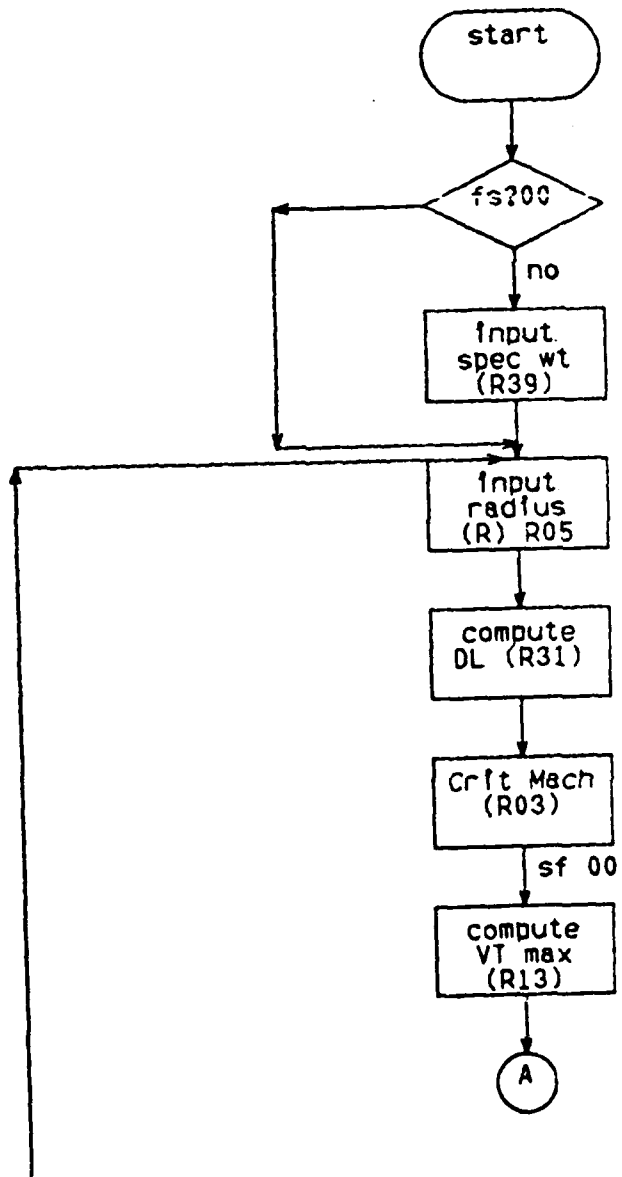 start
fs?00
no
input.
spec wt
(R39)
input
radius
(R) R05
compute
DL (R31)
Crit Mach
(R03)
sf 00
compute
VT max
(R13)
A